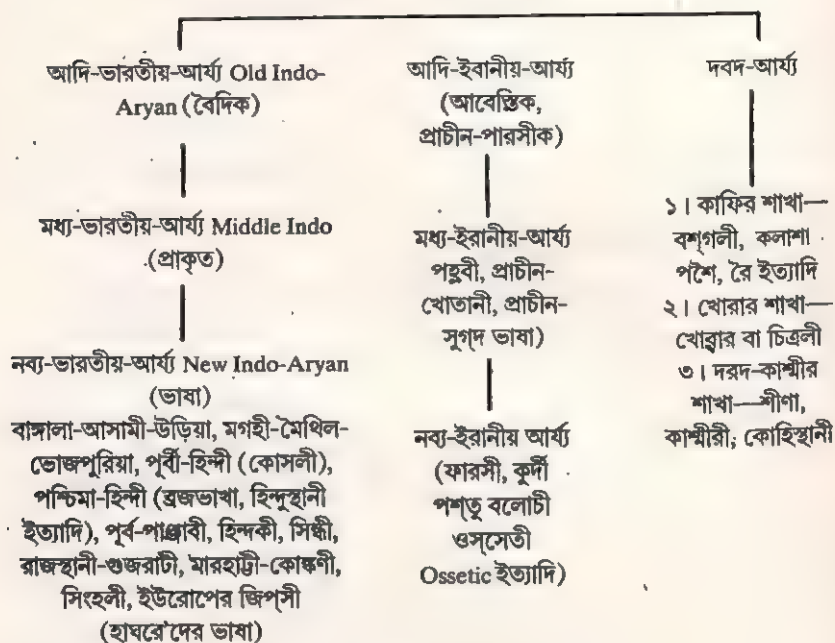 আদি-ভারতীয়-আর্য্য Old Indo-
Aryan (বৈদিক)
মধ্য-ভারতীয়-আর্য্য Middle Indo
(প্রাকৃত)
নব্য-ভারতীয়-আর্য্য New Indo-Aryan
(ভাষা)
বাঙ্গালা-আসামী-উড়িয়া, মগহী-মৈথিল-
ভোজপুরিয়া, পূর্বী-হিন্দী (কোসলী),
পশ্চিমা-হিন্দী (ব্রজভাখা, হিন্দুস্থানী
ইত্যাদি), পূর্ব-পাঞ্জাবী, হিন্দকী, সিন্ধী,
রাজস্থানী-গুজরাটী, মারহাট্টী-কোঙ্কণী,
সিংহলী, ইউরোপের জিপ্‌সী
(হাঘরে'দের ভাষা)
আদি-ইবানীয়-আর্য্য
(আবেস্তিক,
প্রাচীন-পারসীক)
মধ্য-ইরানীয়-আর্য্য
পহ্লবী, প্রাচীন-
খোতানী, প্রাচীন-
সুগ্‌দ ভাষা)
নব্য-ইরানীয় আর্য্য
(ফারসী, কুর্দী
পশ্‌তু বলোচী
ওস্‌সেতী
Ossetic ইত্যাদি)
দবদ-আর্য্য
১। কাফির শাখা—
বশ্‌গলী, কলাশা
পশৈ, রৈ ইত্যাদি
২। খোরার শাখা—
খোৱার বা চিত্রলী
৩। দরদ-কাশ্মীর
শাখা—শীণা,
কাশ্মীরী, কোহিস্থানী